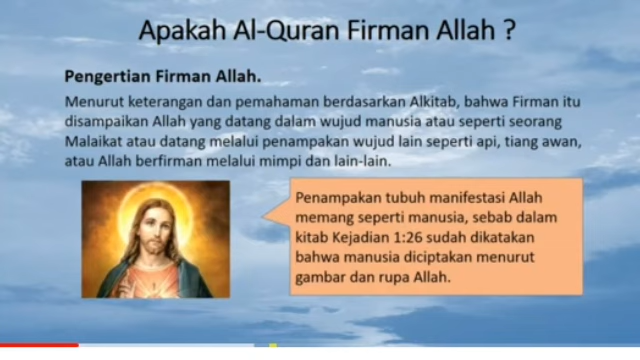 Apakah Al-Quran Firman Allah ?
Pengertian Firman Allah.
Menurut keterangan dan pemahaman berdasarkan Alkitab, bahwa Firman itu
disampaikan Allah yang datang dalam wujud manusia atau seperti seorang
Malaikat atau datang melalui penampakan wujud lain seperti api, tiang awan,
atau Allah berfirman melalui mimpi dan lain-lain.
Penampakan tubuh manifestasi Allah
memang seperti manusia, sebab dalam
kitab Kejadian 1:26 sudah dikatakan
bahwa manusia diciptakan menurut
gambar dan rupa Allah.